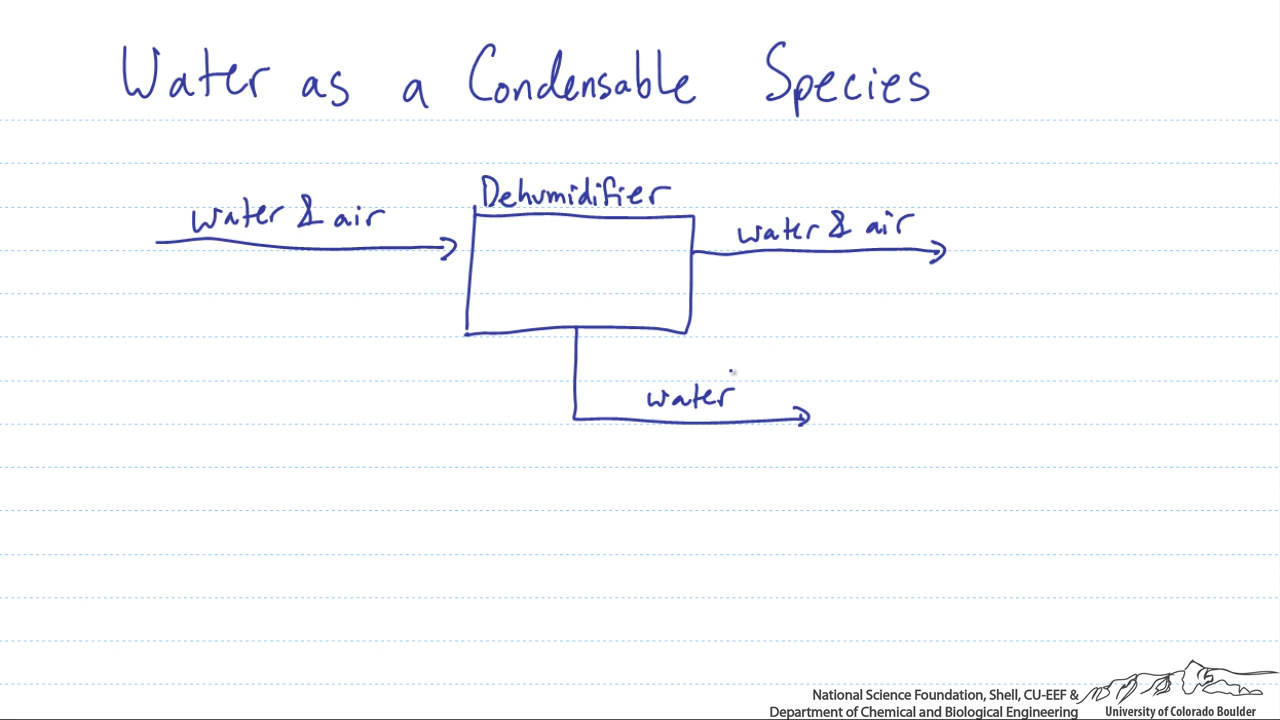 Water as a Condensable Species
Dehumidifier
water & air
water & air
water
National Science Foundation, Shell, CU-EEF &
Department of Chemical and Biological Engineering
University of Colorado Boulder